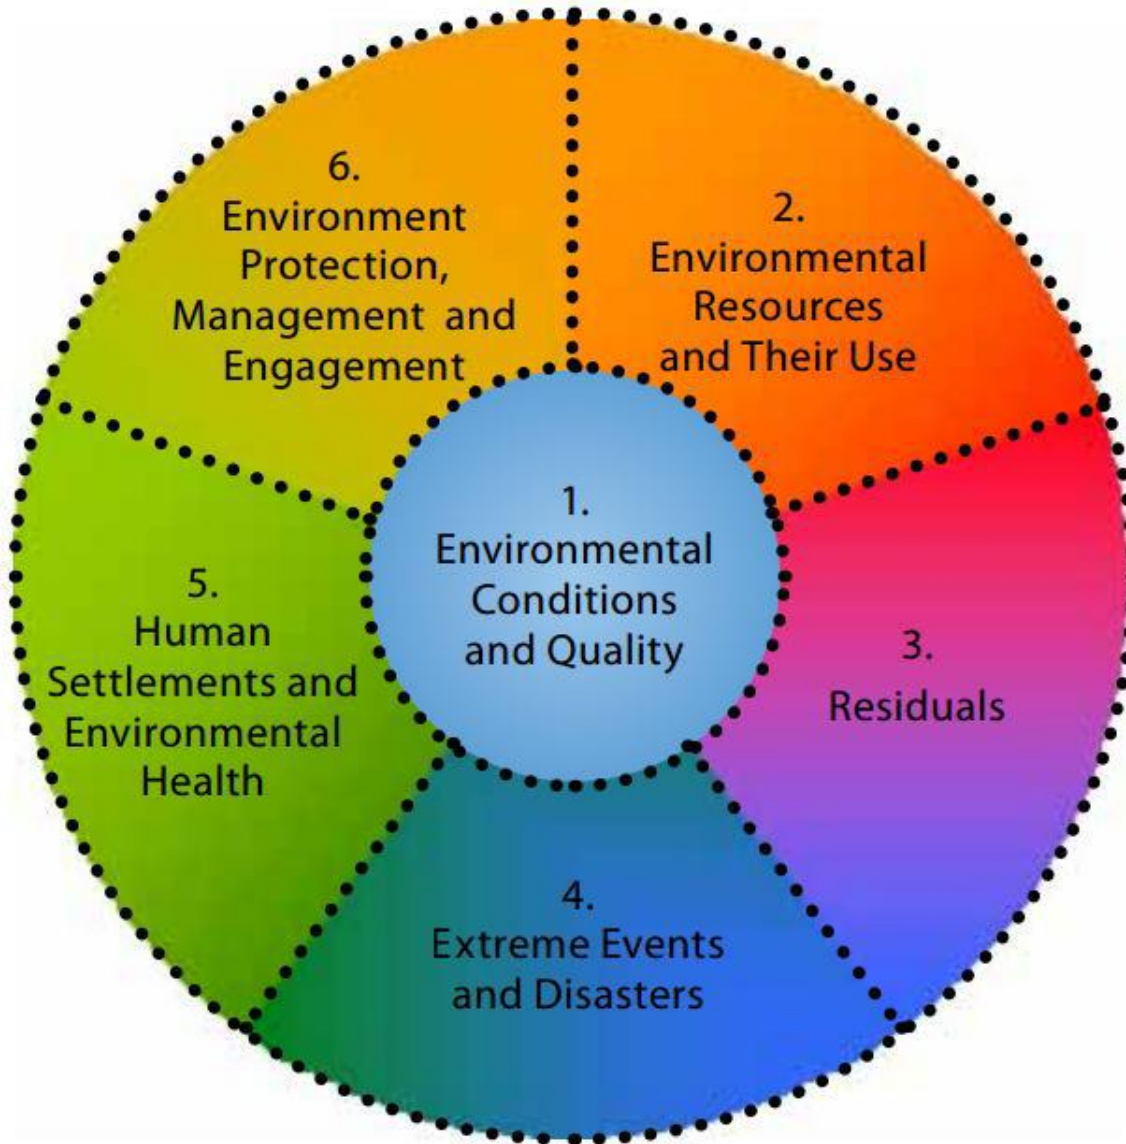 1.
Environmental
Conditions
and Quality
2.
Environmental
Resources
and Their Use
3.
Residuals
4.
Extreme Events
and Disasters
5.
Human
Settlements and
Environmental
Health
6.
Environment
Protection,
Management and
Engagement